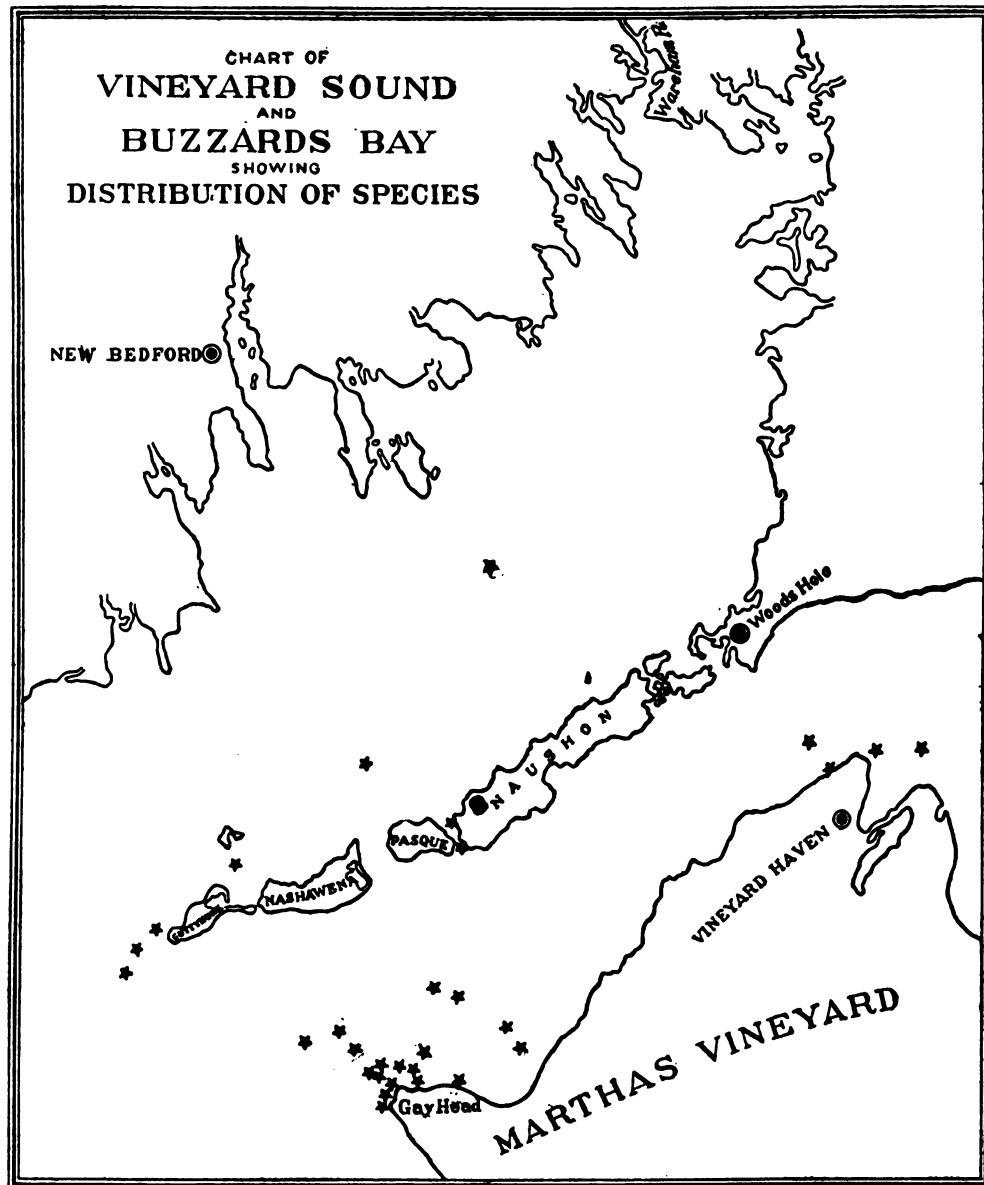 CHART OF
VINEYARD SOUND
AND
BUZZARDS BAY
SHOWING
DISTRIBUTION OF SPECIES
Wareham R.
NEW BEDFORD
Woods Hole
NAUSHON
PASQUE
NASHAWENA
VINEYARD HAVEN
MARTHAS VINEYARD
Gay Head